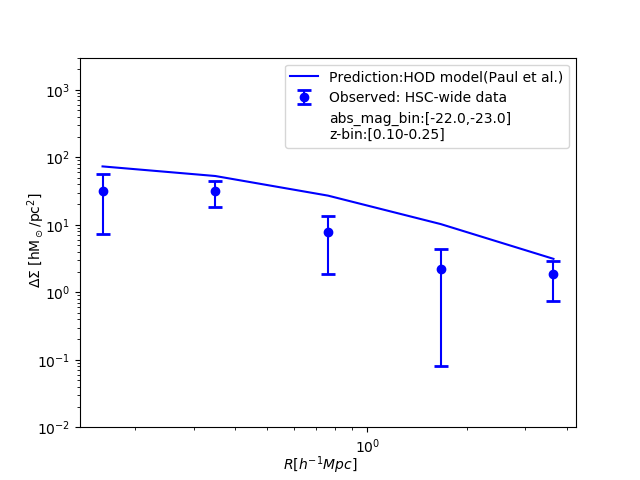 Prediction:HOD model(Paul et al.)
Observed: HSC-wide data
abs_mag_bin:[-22.0,-23.0]
z-bin:[0.10-0.25]
10³
10²
10¹
10⁰
10⁻¹
10⁻²
ΔΣ [hM⊙/pc²]
10⁰
R[h⁻¹Mpc]